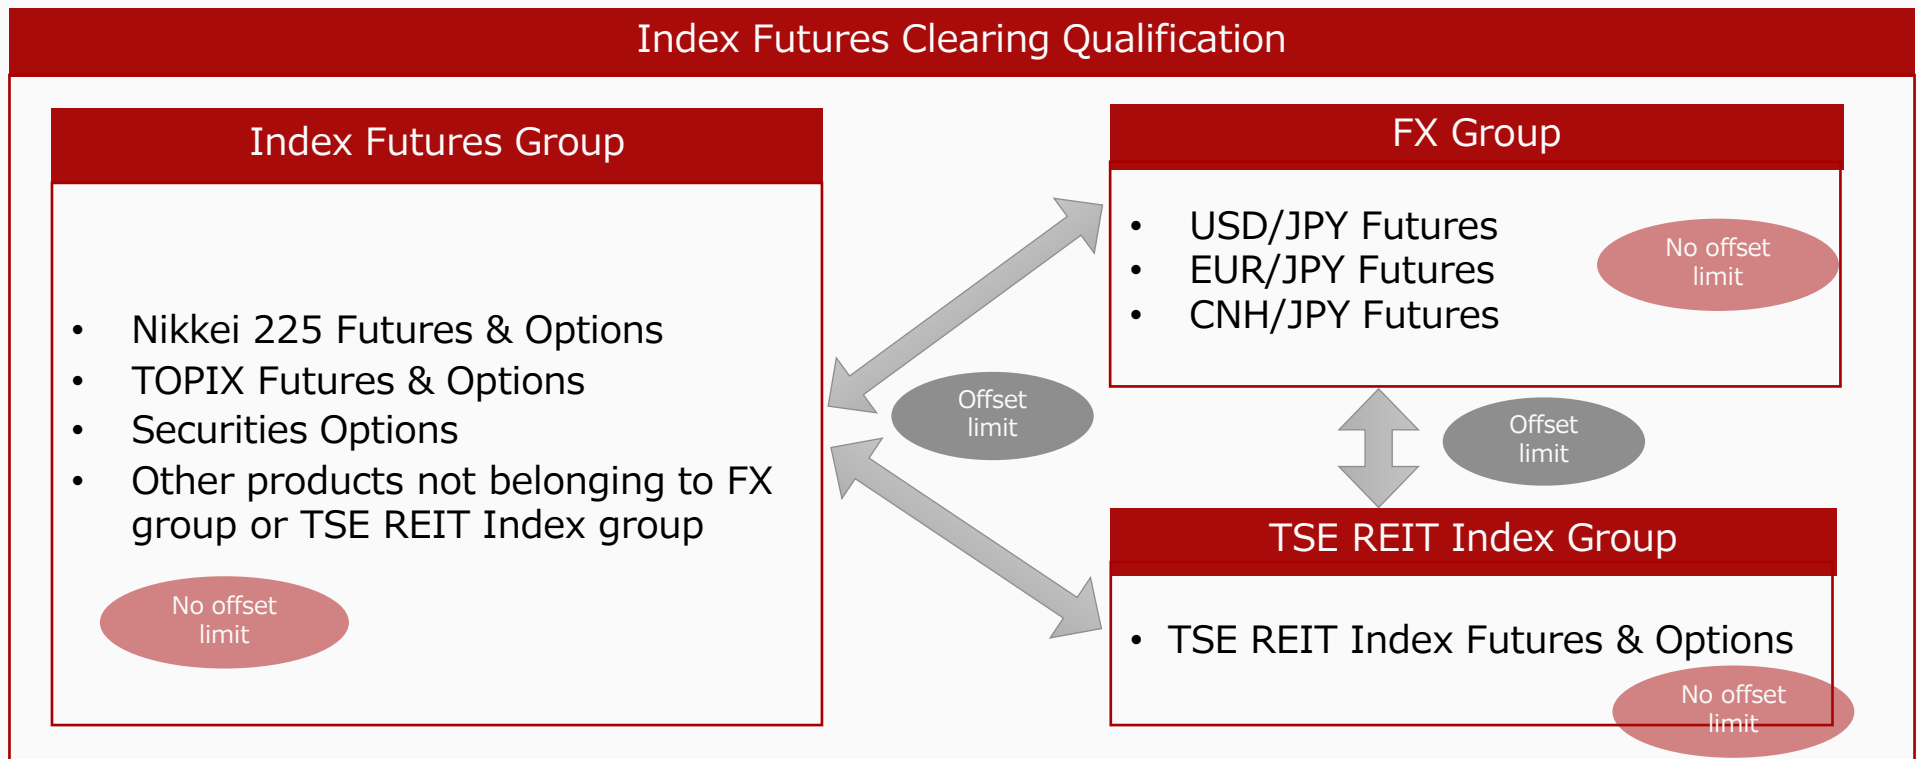 Index Futures Clearing Qualification
Index Futures Group
• Nikkei 225 Futures & Options
• TOPIX Futures & Options
• Securities Options
• Other products not belonging to FX
group or TSE REIT Index group
No offset
limit
Offset
limit
FX Group
• USD/JPY Futures
• EUR/JPY Futures
• CNH/JPY Futures
No offset
limit
Offset
limit
TSE REIT Index Group
• TSE REIT Index Futures & Options
No offset
limit